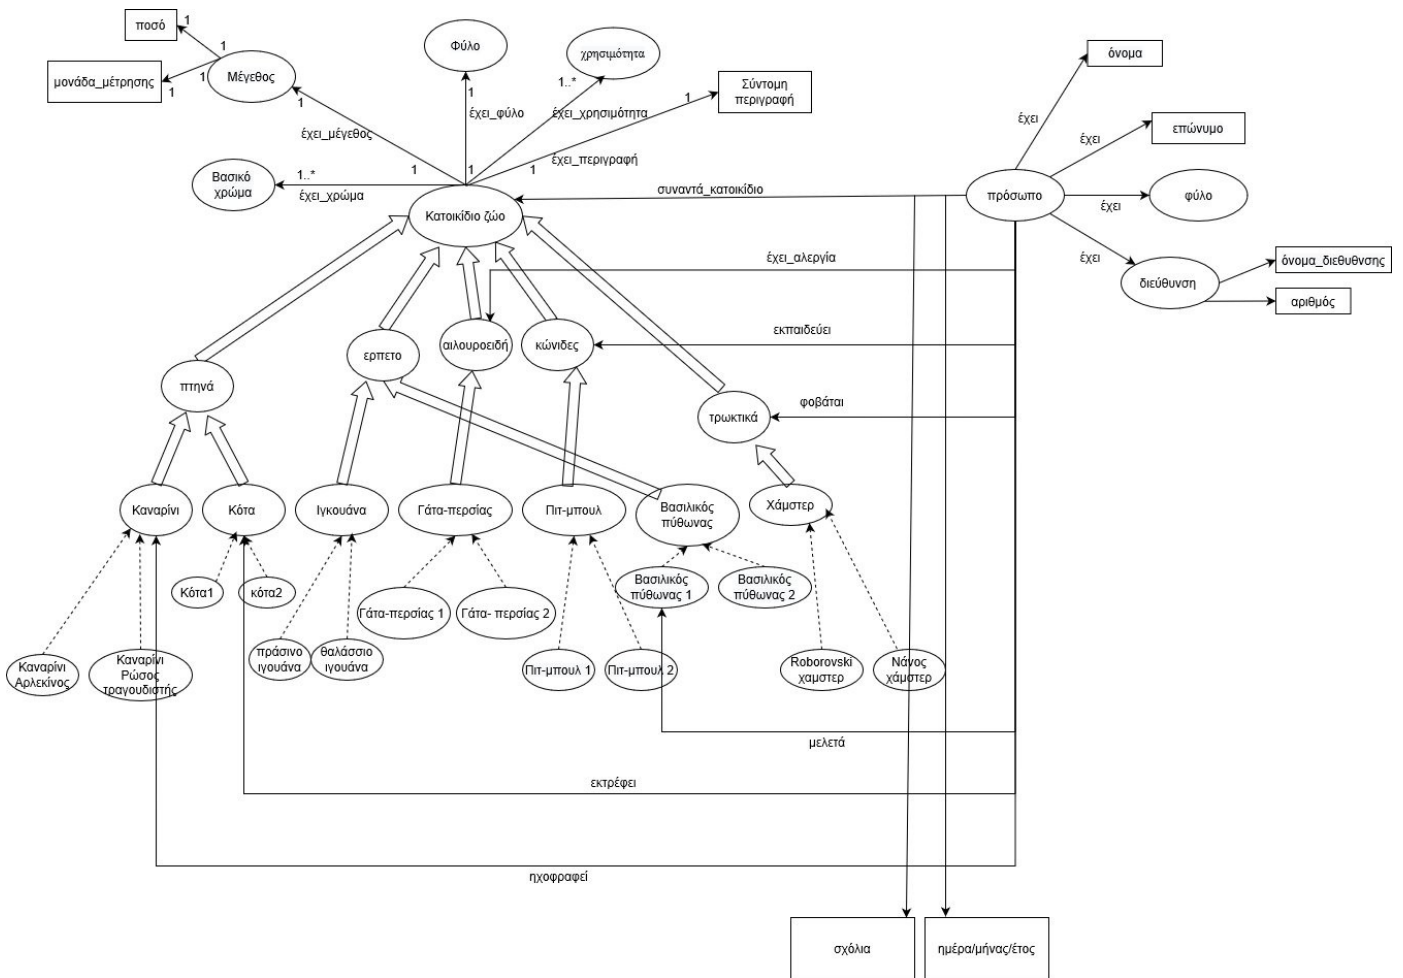 ποσό
1
1
μονάδα_μέτρησης
1
1
Μέγεθος
1
έχει_μέγεθος
Φύλο
1
έχει_φύλο
χρησιμότητα
1..*
έχει_χρησιμότητα
Σύντομη
περιγραφή
1
έχει_περιγραφή
1
1
1
Βασικό
χρώμα
1..*
έχει_χρώμα
Κατοικίδιο ζώο
συναντά_κατοικίδιο
πρόσωπο
έχει
όνομα
έχει
επώνυμο
έχει
φύλο
έχει
διεύθυνση
όνομα_διεθυθνσης
αριθμός
έχει_αλεργία
εκπαιδεύει
φοβάται
πτηνά
ερπετο
αιλουροειδή
κώνιδες
τρωκτικά
Καναρίνι
Κότα
Ιγκουάνα
Γάτα-περσίας
Πιτ-μπουλ
Βασιλικός
πύθωνας
Χάμστερ
Κότα1
κότα2
Γάτα-περσίας 1
Γάτα- περσίας 2
Βασιλικός
πύθωνας 1
Βασιλικός
πύθωνας 2
Καναρίνι
Αρλεκίνος
Καναρίνι
Ρώσος
τραγουδιστής
πράσινο
ιγουάνα
θαλάσσιο
ιγουάνα
Πιτ-μπουλ 1
Πιτ-μπουλ 2
Roborovski
χαμστερ
Νάνος
χάμστερ
μελετά
εκτρέφει
ηχοφραφεί
σχόλια
ημέρα/μήνας/έτος